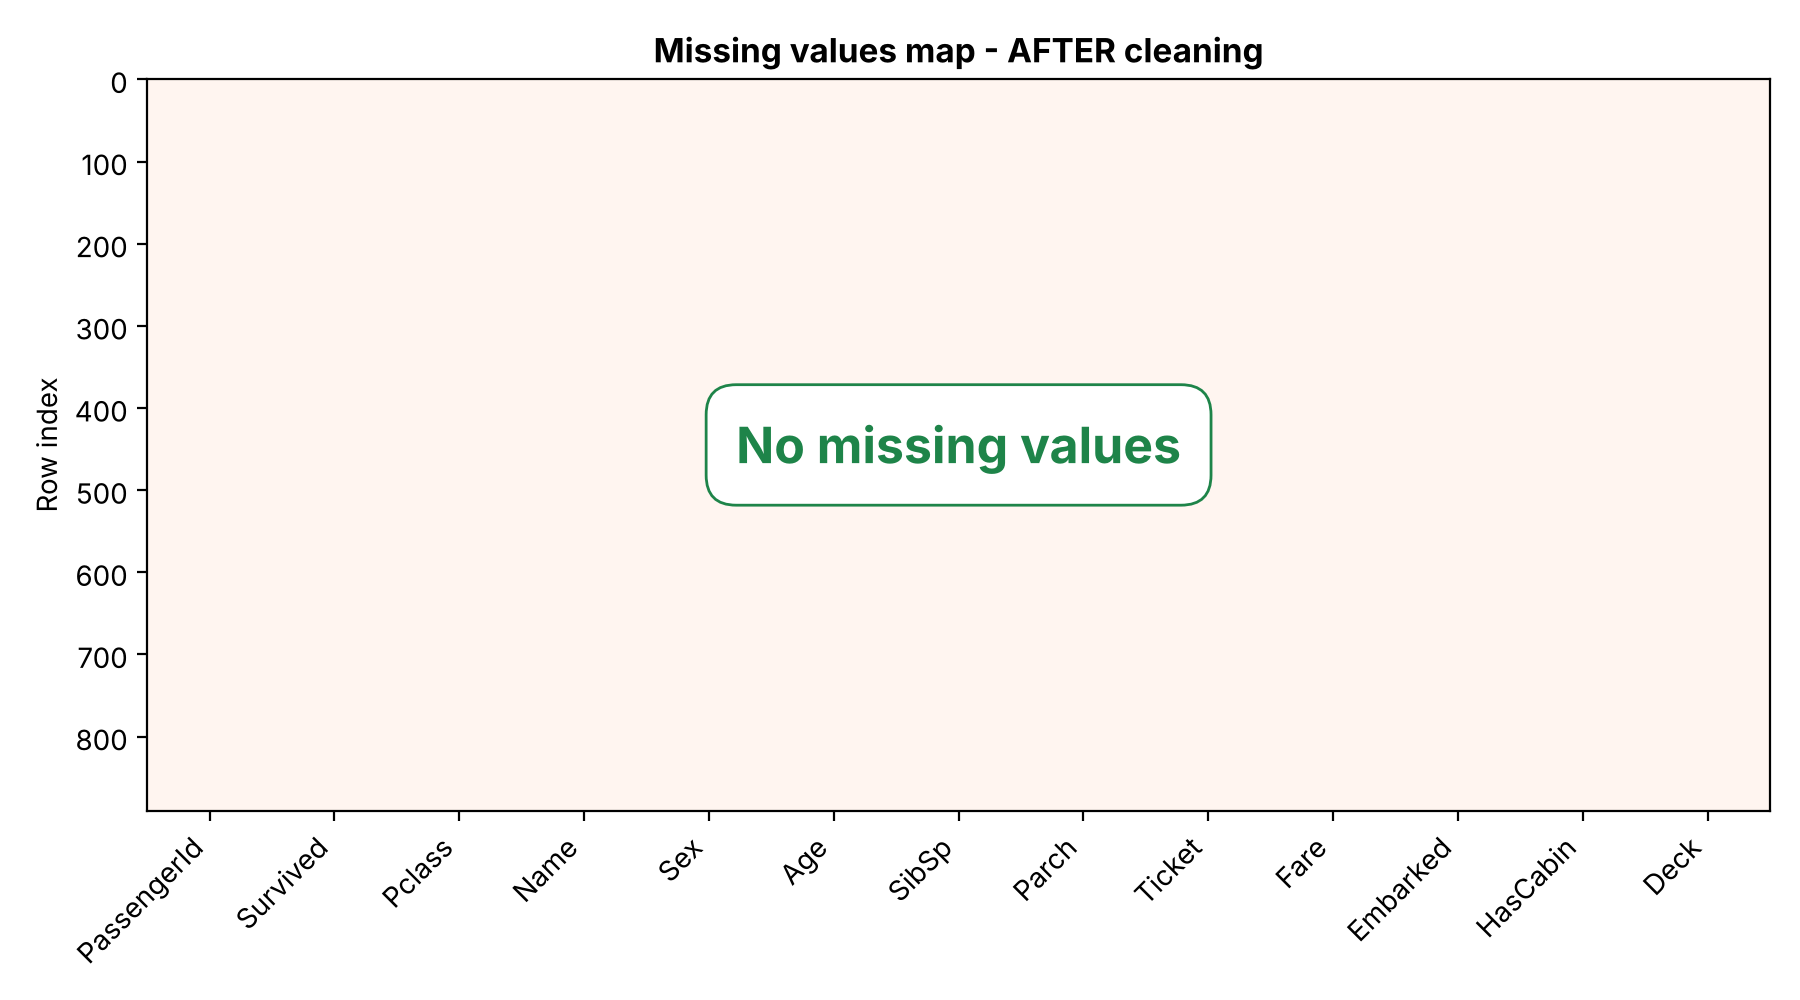 Missing values map - AFTER cleaning
0
100
200
300
400
500
600
700
800
Row index
No missing values
PassengerId
Survived
Pclass
Name
Sex
Age
SibSp
Parch
Ticket
Fare
Embarked
HasCabin
Deck